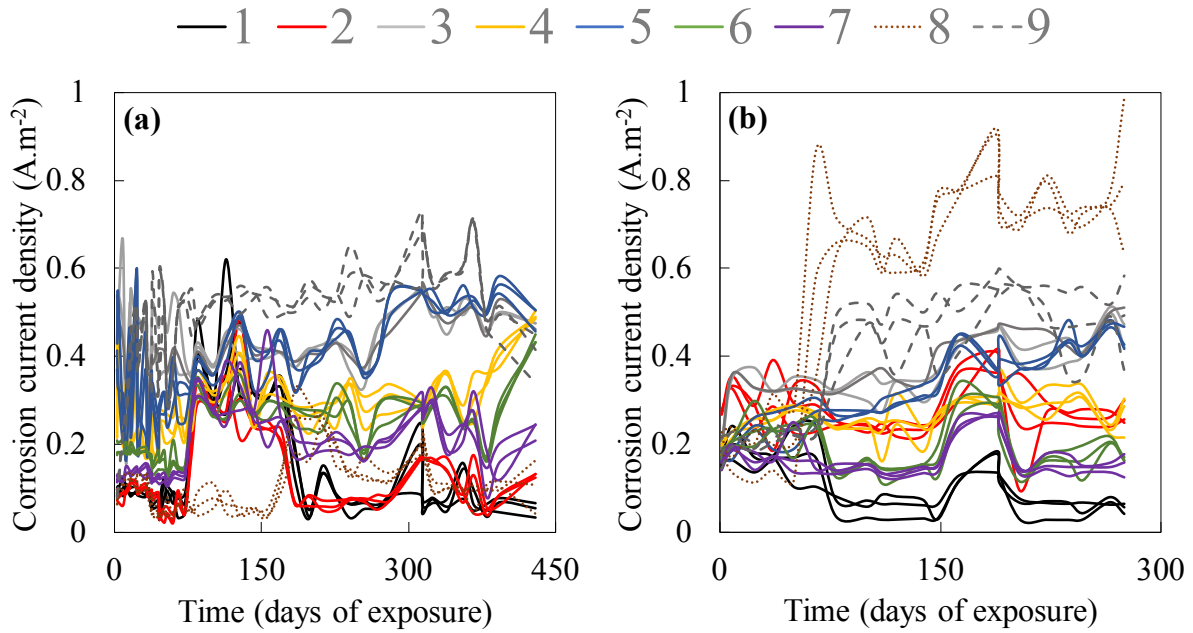 1 2 3 4 5 6 7 8 9
(a)
Corrosion current density (A.m-2)
1
0.8
0.6
0.4
0.2
0
0 150 300 450
Time (days of exposure)
(b)
Corrosion current density (A.m-2)
1
0.8
0.6
0.4
0.2
0
0 150 300
Time (days of exposure)